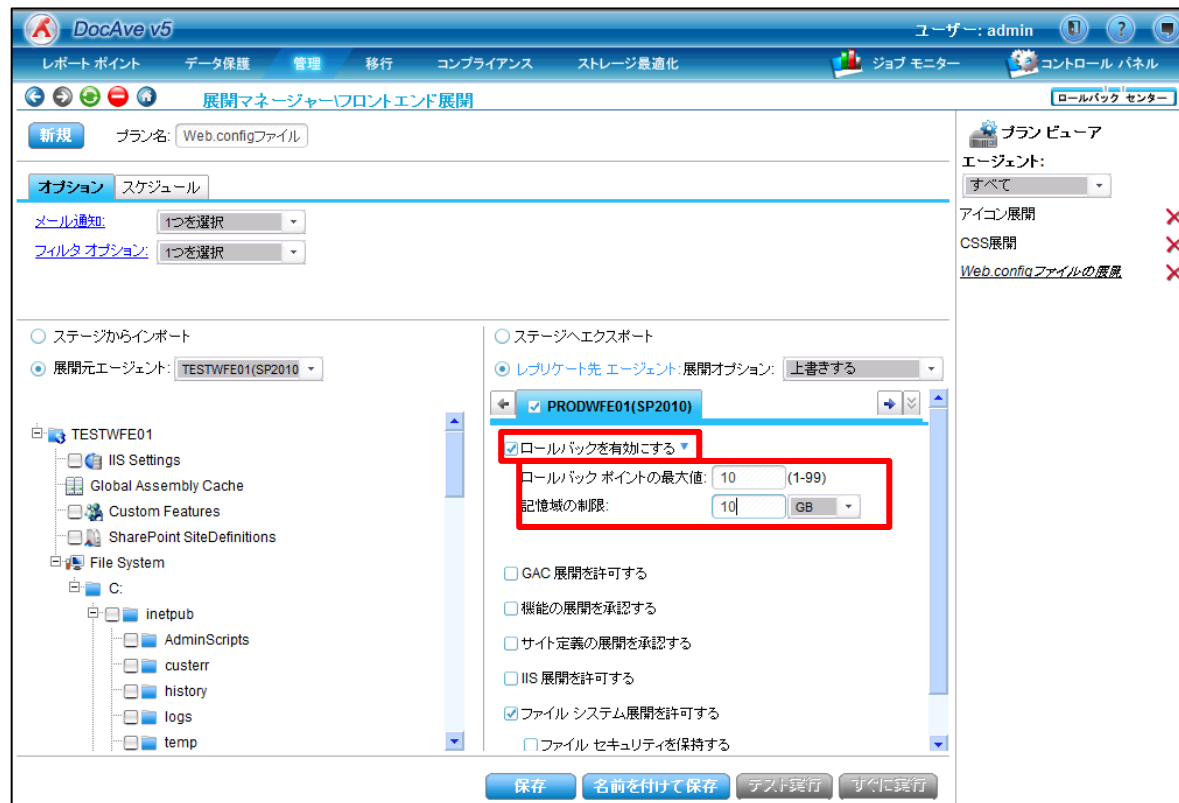 DocAve v5
ユーザー: admin
レポート ポイント データ保護 管理 移行 コンプライアンス ストレージ最適化 ジョブ モニター コントロール パネル
展開マネージャー\フロントエンド展開
ロールバック センター
新規 プラン名: Web.configファイル
オプション スケジュール
メール通知: 1つを選択
フィルタ オプション: 1つを選択
プラン ビューア
エージェント:
すべて
アイコン展開
CSS展開
Web.configファイルの展開
ステージからインポート
展開元エージェント: TESTWFE01(SP2010
TESTWFE01
IIS Settings
Global Assembly Cache
Custom Features
SharePoint SiteDefinitions
File System
C:
inetpub
AdminScripts
custerr
history
logs
temp
ステージへエクスポート
レプリケート先 エージェント: 展開オプション: 上書きする
PRODWFE01(SP2010)
ロールバックを有効にする
ロールバック ポイントの最大値: 10 (1-99)
記憶域の制限: 10 GB
GAC 展開を許可する
機能の展開を承認する
サイト定義の展開を承認する
IIS 展開を許可する
ファイル システム展開を許可する
ファイル セキュリティを保持する
保存 名前を付けて保存 テスト実行 すぐに実行